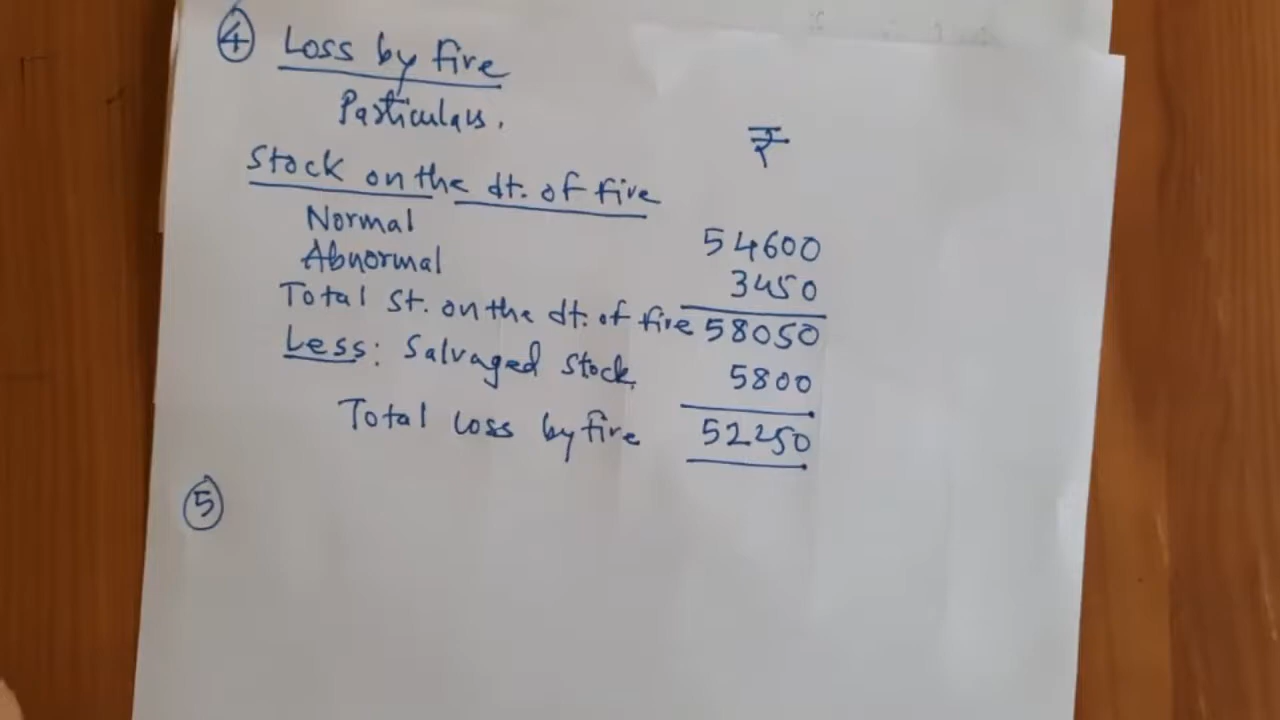 ④ Loss by fire
Particulars.
₹
Stock on the dt. of fire
Normal 54600
Abnormal 3450
Total St. on the dt. of fire 58050
Less: Salvaged Stock 5800
Total loss by fire 52250
⑤